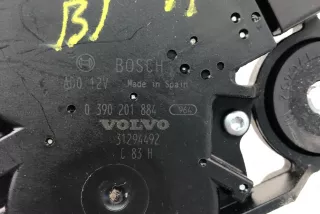 BOSCH
12V Made in Spain
0 390 201 884
VOLVO
31294492
C 83 H